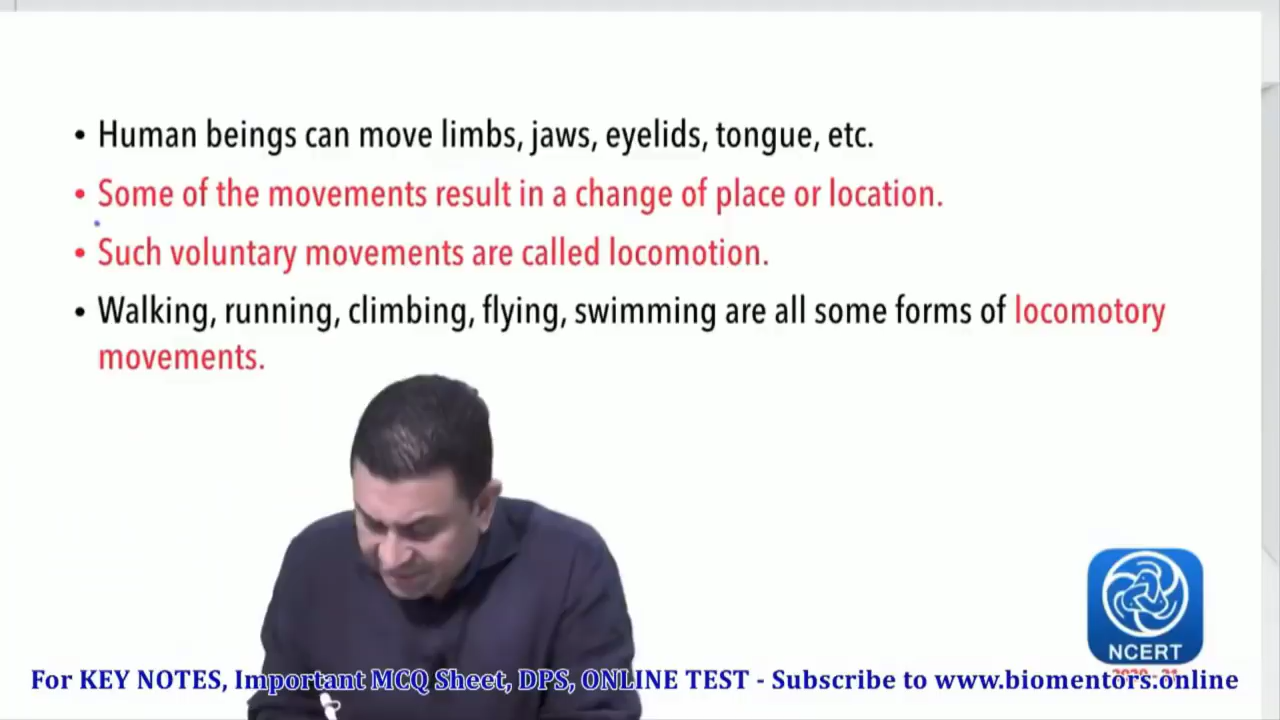 • Human beings can move limbs, jaws, eyelids, tongue, etc.
• Some of the movements result in a change of place or location.
• Such voluntary movements are called locomotion.
• Walking, running, climbing, flying, swimming are all some forms of locomotory
movements.
NCERT
2020 - 21
For KEY NOTES, Important MCQ Sheet, DPS, ONLINE TEST - Subscribe to www.biomentors.online